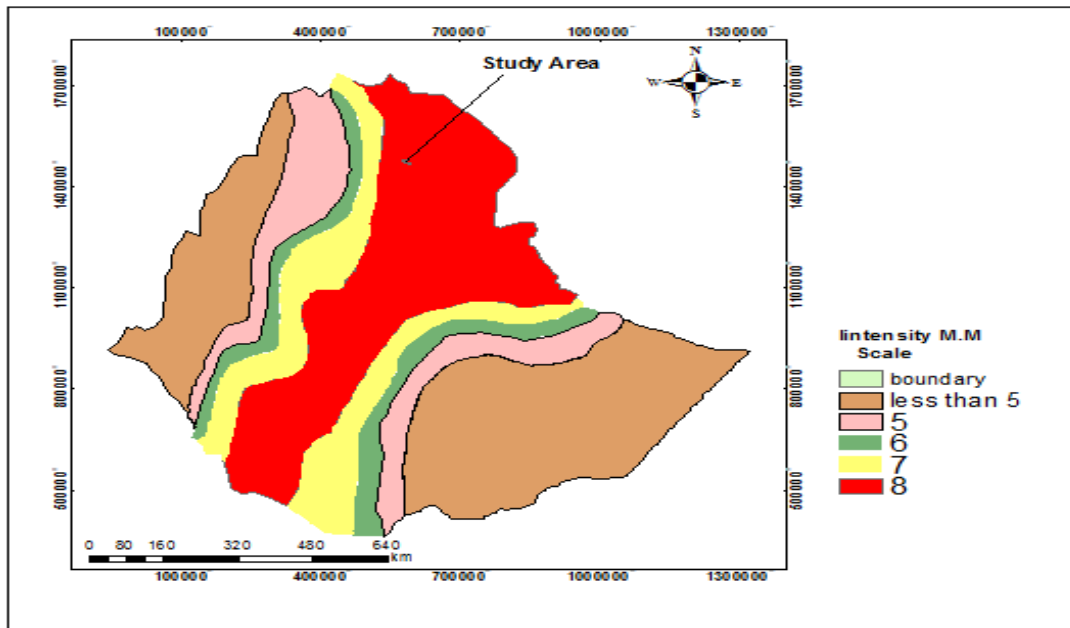 100000 400000 700000 1000000 1300000
Study Area
N
W E
S
1700000 1700000
1400000 1400000
1100000 1100000
800000 800000
500000 500000
Iintensity M.M
Scale
boundary
less than 5
5
6
7
8
0 80 160 320 480 640
km
100000 400000 700000 1000000 1300000